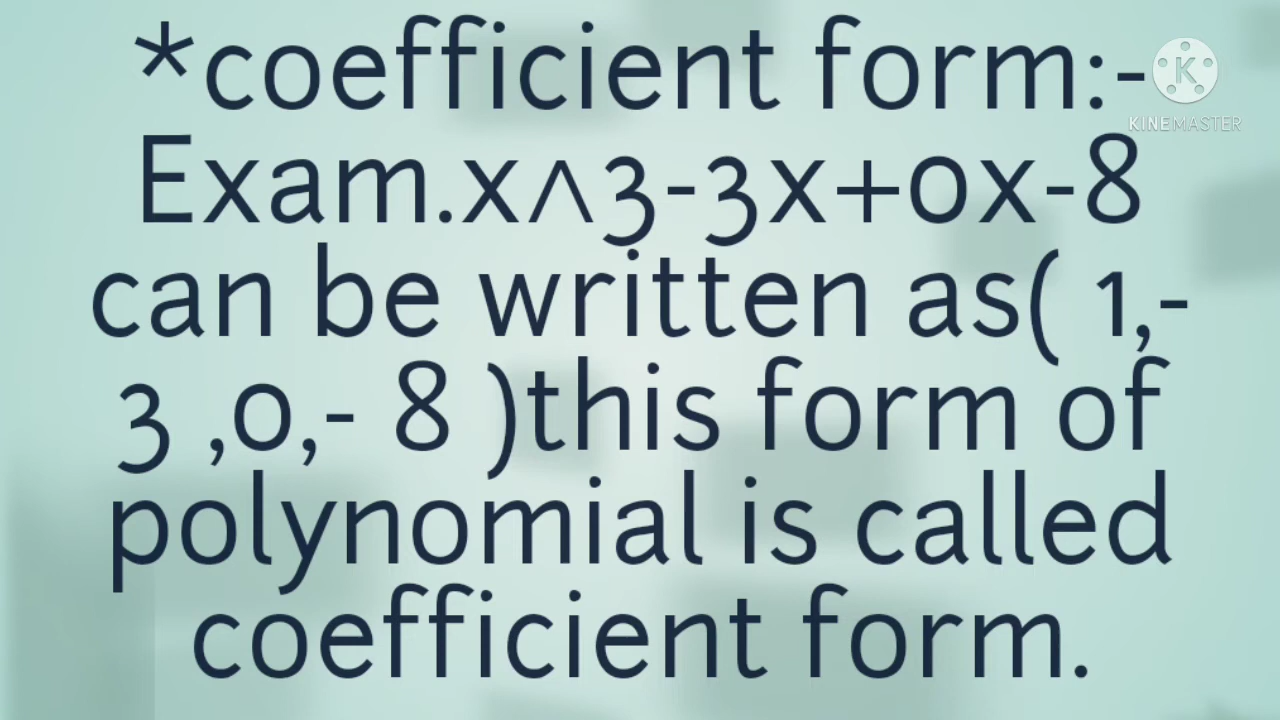 *coefficient form:-
Exam.x^3-3x+0x-8
can be written as( 1,-
3 ,0,- 8 )this form of
polynomial is called
coefficient form.
KINEMASTER